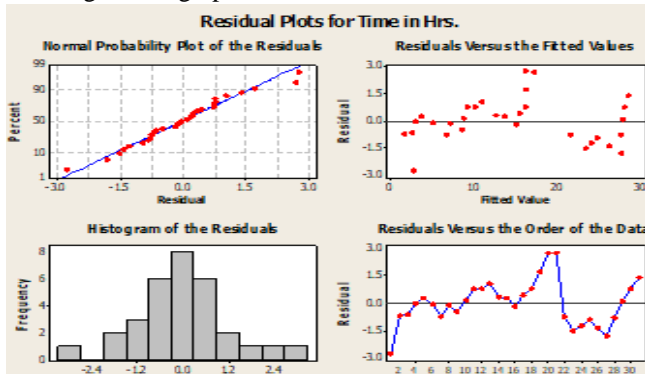 Residual Plots for Time in Hrs.
Normal Probability Plot of the Residuals
99
90
50
10
1
Percent
-3.0 -1.5 0.0 1.5 3.0
Residual
Residuals Versus the Fitted Values
3.0
1.5
0.0
-1.5
-3.0
Residual
0 10 20 30
Fitted Value
Histogram of the Residuals
8
6
4
2
0
Frequency
-2.4 -1.2 0.0 1.2 2.4
Residuals Versus the Order of the Data
3.0
1.5
0.0
-1.5
-3.0
Residual
2 4 6 8 10 12 14 16 18 20 22 24 26 28 30